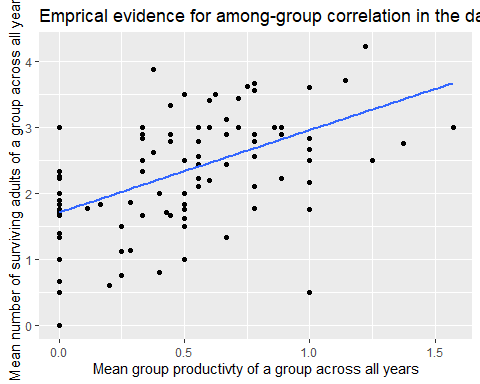 Emprical evidence for among-group correlation in the da
Mean number of surviving adults of a group across all year
4
3
2
1
0
0.0 0.5 1.0 1.5
Mean group productivty of a group across all years